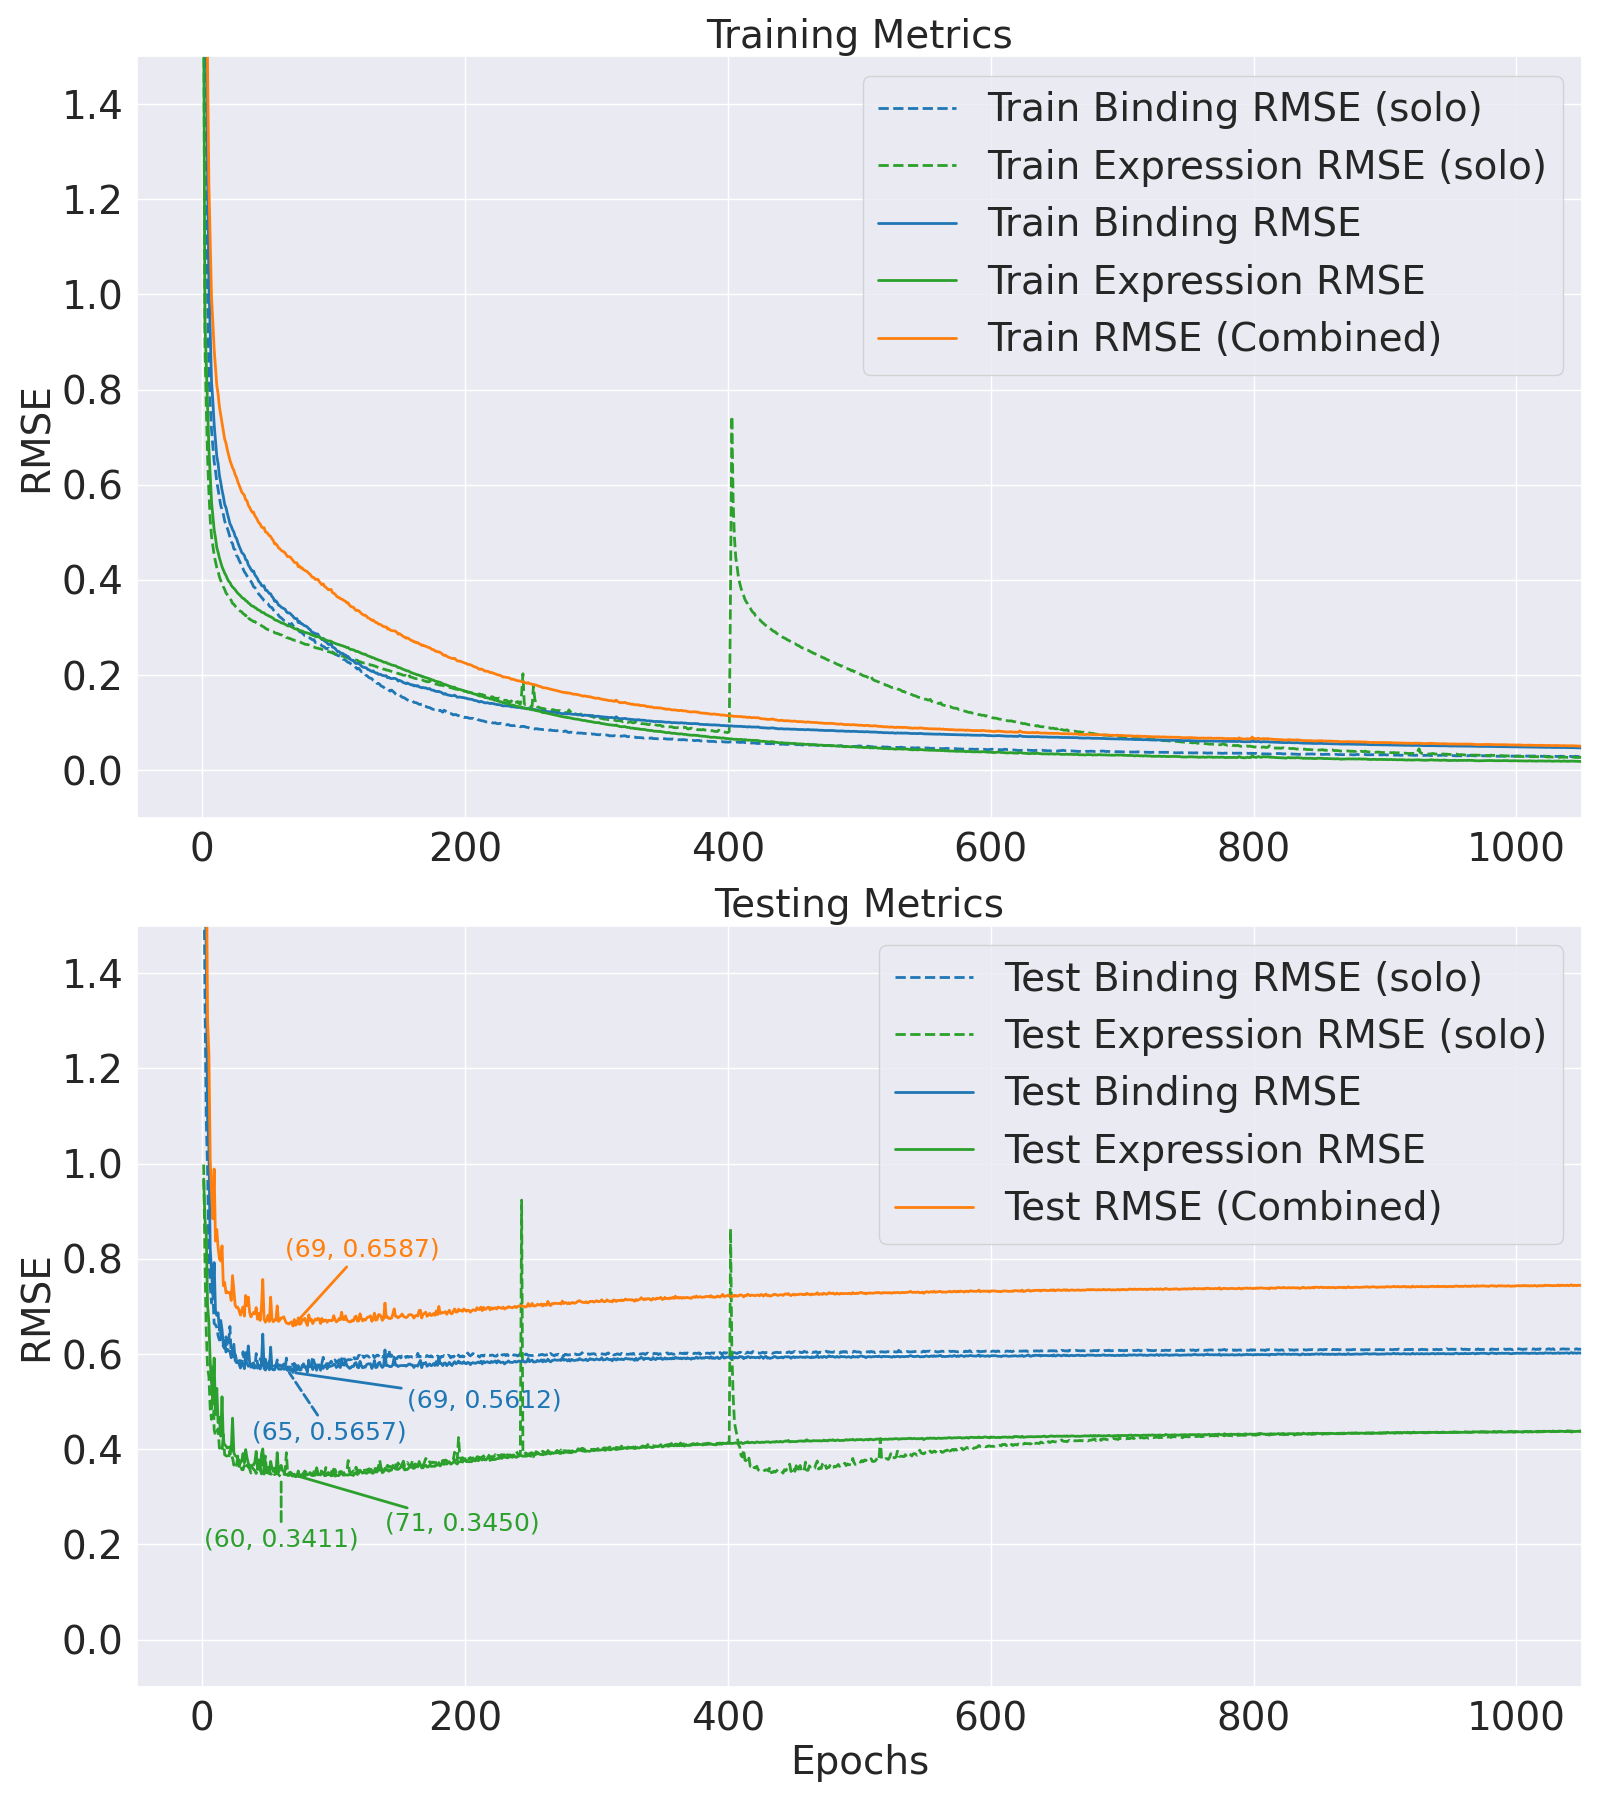 Training Metrics
RMSE
1.4
1.2
1.0
0.8
0.6
0.4
0.2
0.0
Train Binding RMSE (solo)
Train Expression RMSE (solo)
Train Binding RMSE
Train Expression RMSE
Train RMSE (Combined)
0 200 400 600 800 1000
Testing Metrics
RMSE
1.4
1.2
1.0
0.8
0.6
0.4
0.2
0.0
Test Binding RMSE (solo)
Test Expression RMSE (solo)
Test Binding RMSE
Test Expression RMSE
Test RMSE (Combined)
(69, 0.6587)
(69, 0.5612)
(65, 0.5657)
(71, 0.3450)
(60, 0.3411)
0 200 400 600 800 1000
Epochs